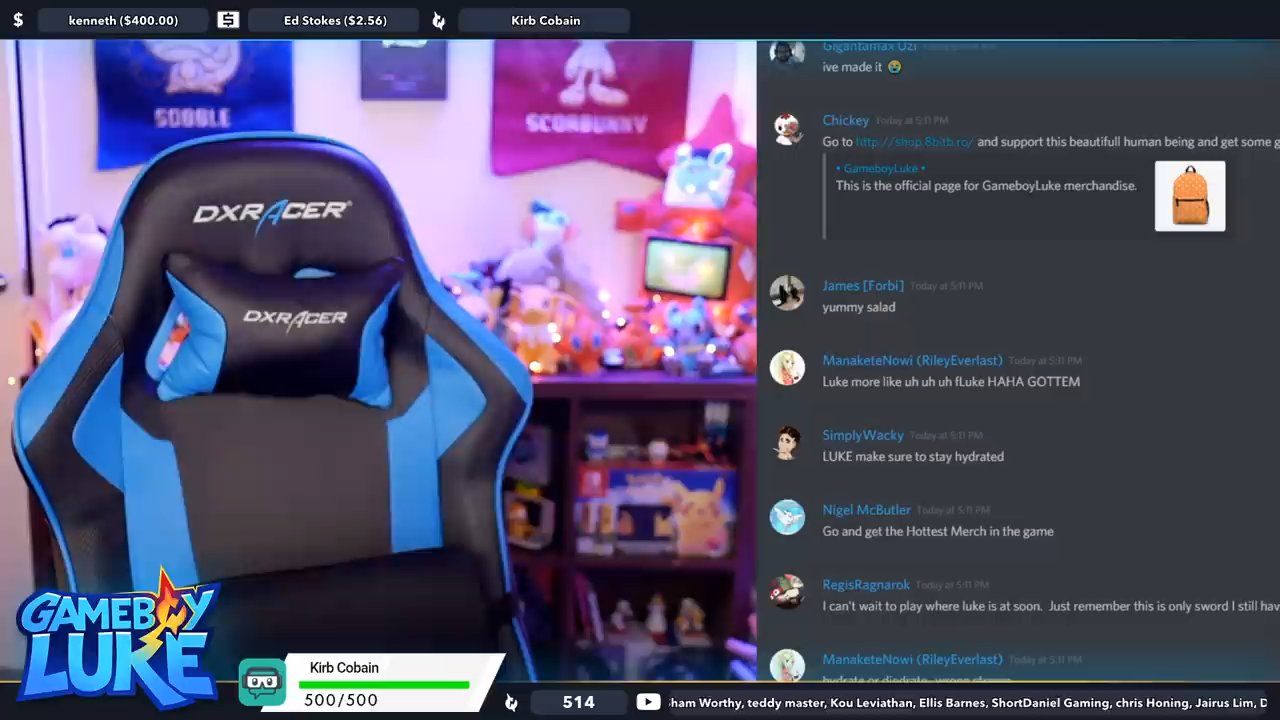 $ kenneth ($400.00) $ Ed Stokes ($2.56) Kirb Cobain
SOBBLE
SCORBUNNY
DXRACER®
DXRACER
Gigantamax Uzi Today at
ive made it 😭
Chickey Today at 5:11 PM
Go to http://shop.8bitb.ro/ and support this beautifull human being and get some g
• GameboyLuke •
This is the official page for GameboyLuke merchandise.
James [Forbi] Today at 5:11 PM
yummy salad
ManaketeNowi (RileyEverlast) Today at 5:11 PM
Luke more like uh uh uh fLuke HAHA GOTTEM
SimplyWacky Today at 5:11 PM
LUKE make sure to stay hydrated
Nigel McButler Today at 5:11 PM
Go and get the Hottest Merch in the game
RegisRagnarok Today at 5:11 PM
I can't wait to play where luke is at soon. Just remember this is only sword I still hav
ManaketeNowi (RileyEverlast) Today at 5:11 PM
hydrate or
GAMEBOY
LUKE
Kirb Cobain
500/500
514
ham Worthy, teddy master, Kou Leviathan, Ellis Barnes, ShortDaniel Gaming, chris Honing, Jairus Lim, D